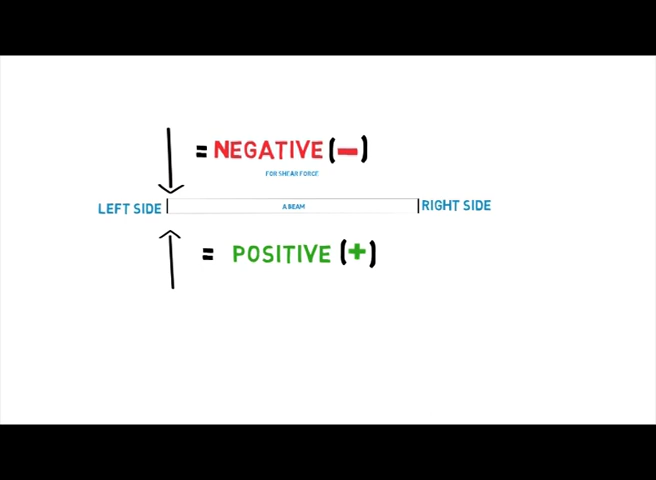 = NEGATIVE (-)
FOR SHEAR FORCE
LEFT SIDE
A BEAM
RIGHT SIDE
= POSITIVE (+)